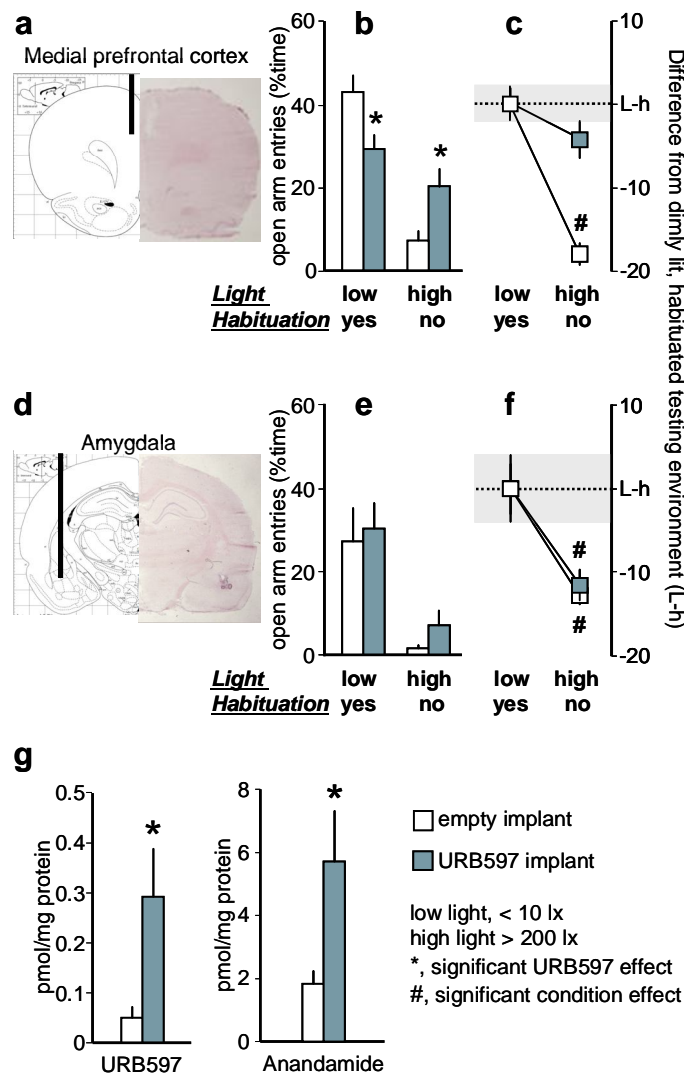 a
Medial prefrontal cortex
b
60
40
20
0
open arm entries (%time)
*
*
c
10
L-h
-10
-20
#
Light
low
high
low
high
Habituation
yes
no
yes
no
Difference from dimly lit, habituated testing environment (L-h)
d
Amygdala
e
60
40
20
0
open arm entries (%time)
f
10
L-h
-10
-20
#
#
Light
low
high
low
high
Habituation
yes
no
yes
no
g
0.5
0.4
0.3
0.2
0.1
0
pmol/mg protein
*
URB597
8
6
4
2
0
pmol/mg protein
*
Anandamide
empty implant
URB597 implant
low light, < 10 lx
high light > 200 lx
*, significant URB597 effect
#, significant condition effect